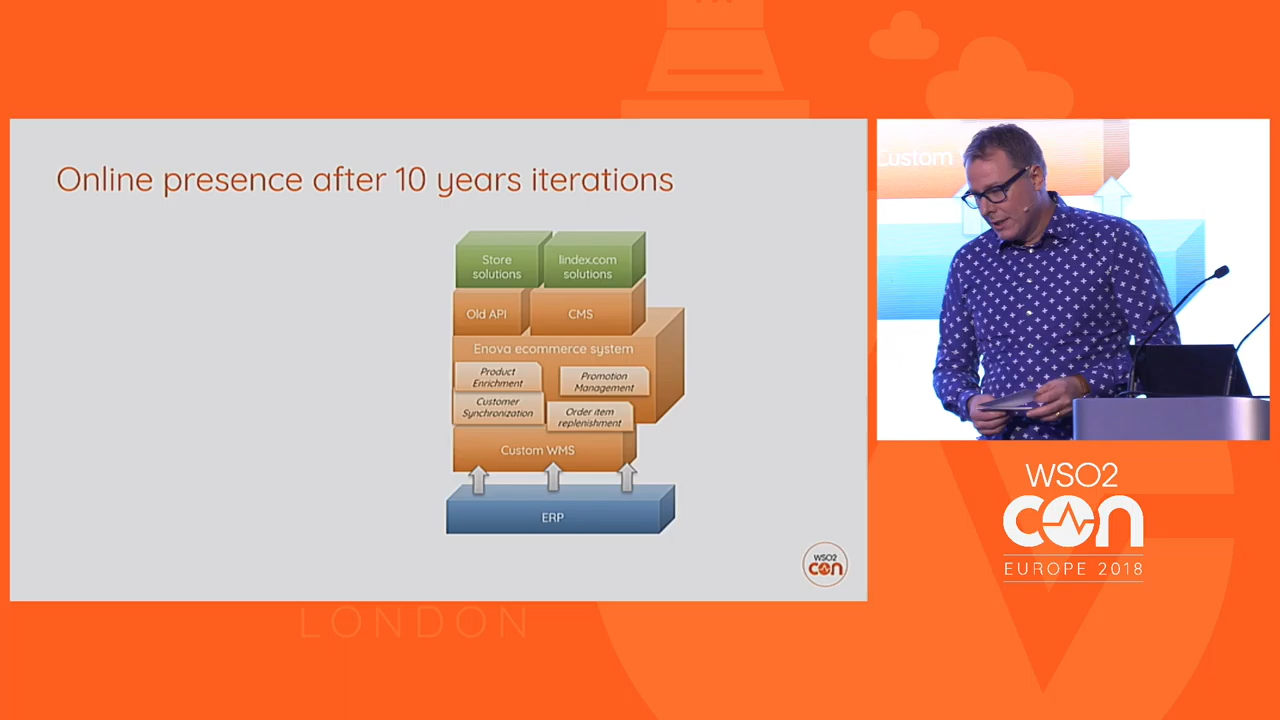 Online presence after 10 years iterations
Store
solutions
lindex.com
solutions
Old API
CMS
Enova ecommerce system
Product
Enrichment
Promotion
Management
Customer
Synchronization
Order item
replenishment
Custom WMS
ERP
WSO2
CON
Custom
WSO2
CON
EUROPE 2018
LONDON